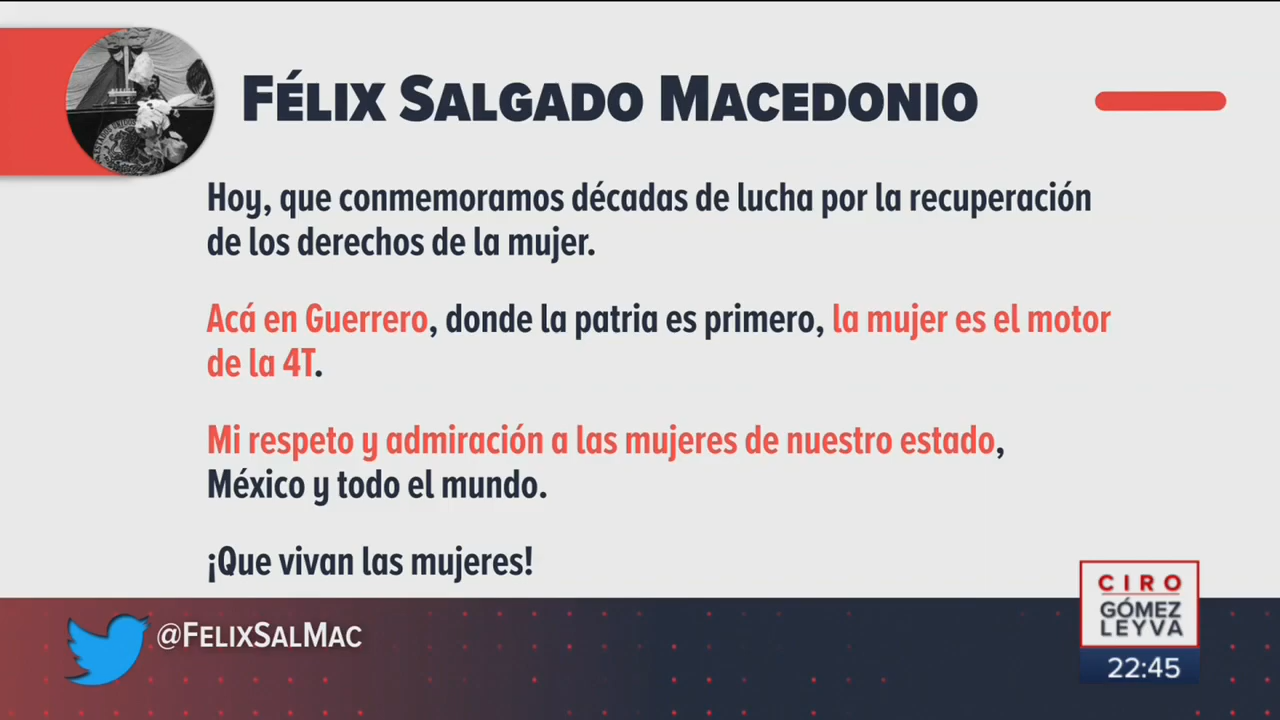 FÉLIX SALGADO MACEDONIO
Hoy, que conmemoramos décadas de lucha por la recuperación
de los derechos de la mujer.
Acá en Guerrero, donde la patria es primero, la mujer es el motor
de la 4T.
Mi respeto y admiración a las mujeres de nuestro estado,
México y todo el mundo.
¡Que vivan las mujeres!
@FELIXSALMAC
CIRO
GÓMEZ
LEYVA
22:45